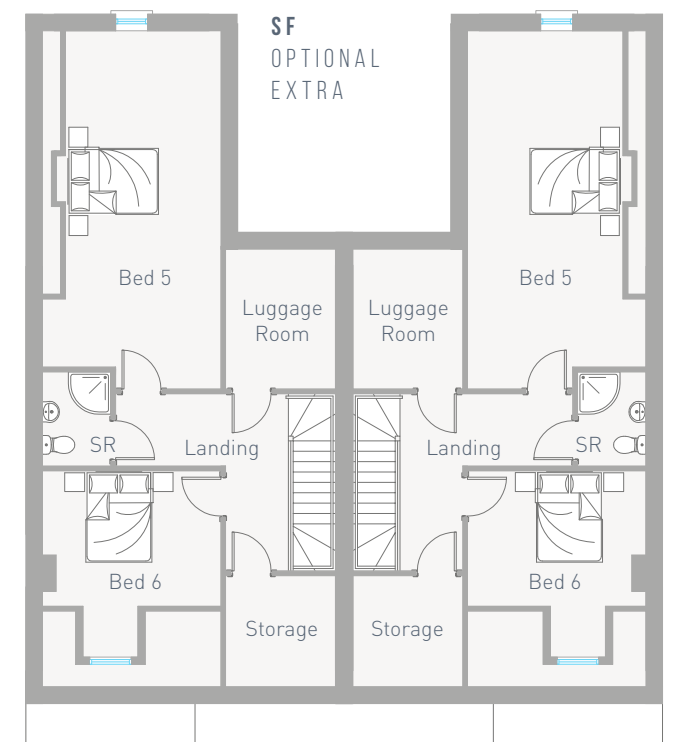 SF
OPTIONAL
EXTRA
Bed 5
Bed 5
Luggage
Room
Luggage
Room
SR
Landing
Landing
SR
Bed 6
Bed 6
Storage
Storage